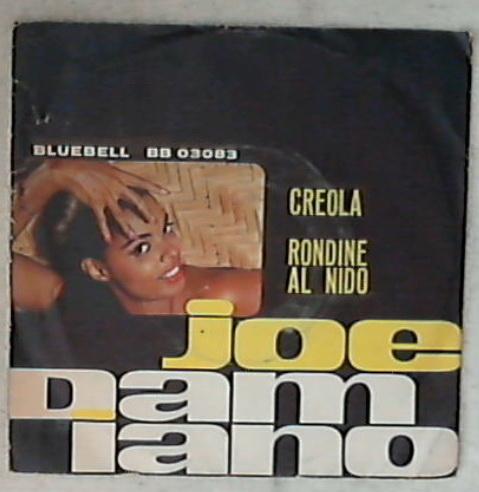 BLUEBELL BB 03083
CREOLA
RONDINE
AL NIDO
joe
Dam
iano